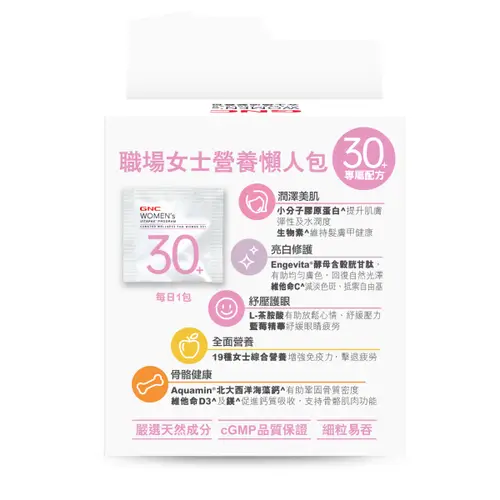 職場女士營養懶人包
30+
專屬配方
GNC
WOMEN's
30+
每日1包
潤澤美肌
小分子膠原蛋白^提升肌膚
彈性及水潤度
生物素^維持髮膚甲健康
亮白修護
Engevita®酵母含穀胱甘肽，
有助均勻膚色，回復自然光澤
維他命C^減淡色斑，抵禦自由基
紓壓護眼
L-茶胺酸有助放鬆心情，紓緩壓力
藍莓精華紓緩眼睛疲勞
全面營養
19種女士綜合營養增強免疫力，擊退疲勞
骨骼健康
Aquamin®北大西洋海藻鈣^有助鞏固骨質密度
維他命D3^及鎂^促進鈣質吸收，支持骨骼肌肉功能
嚴選天然成分
cGMP品質保證
細粒易吞